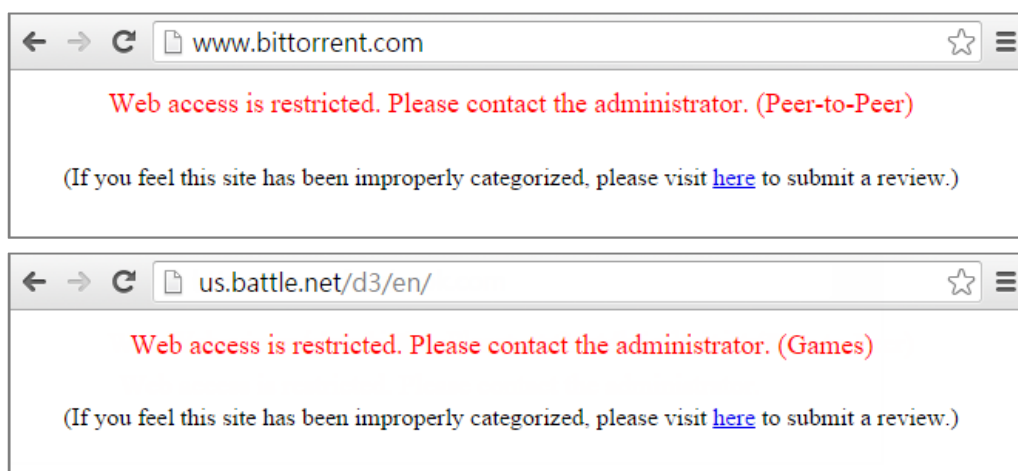 www.bittorrent.com
Web access is restricted. Please contact the administrator. (Peer-to-Peer)
(If you feel this site has been improperly categorized, please visit here to submit a review.)
us.battle.net/d3/en/
Web access is restricted. Please contact the administrator. (Games)
(If you feel this site has been improperly categorized, please visit here to submit a review.)